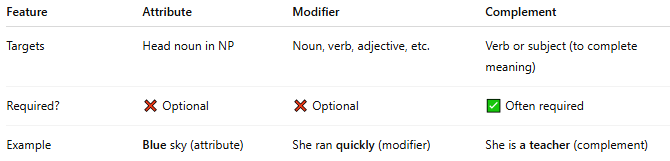 Feature Attribute Modifier Complement
Targets Head noun in NP Noun, verb, adjective, etc. Verb or subject (to complete
meaning)
Required? ❌ Optional ❌ Optional ✅ Often required
Example Blue sky (attribute) She ran quickly (modifier) She is a teacher (complement)